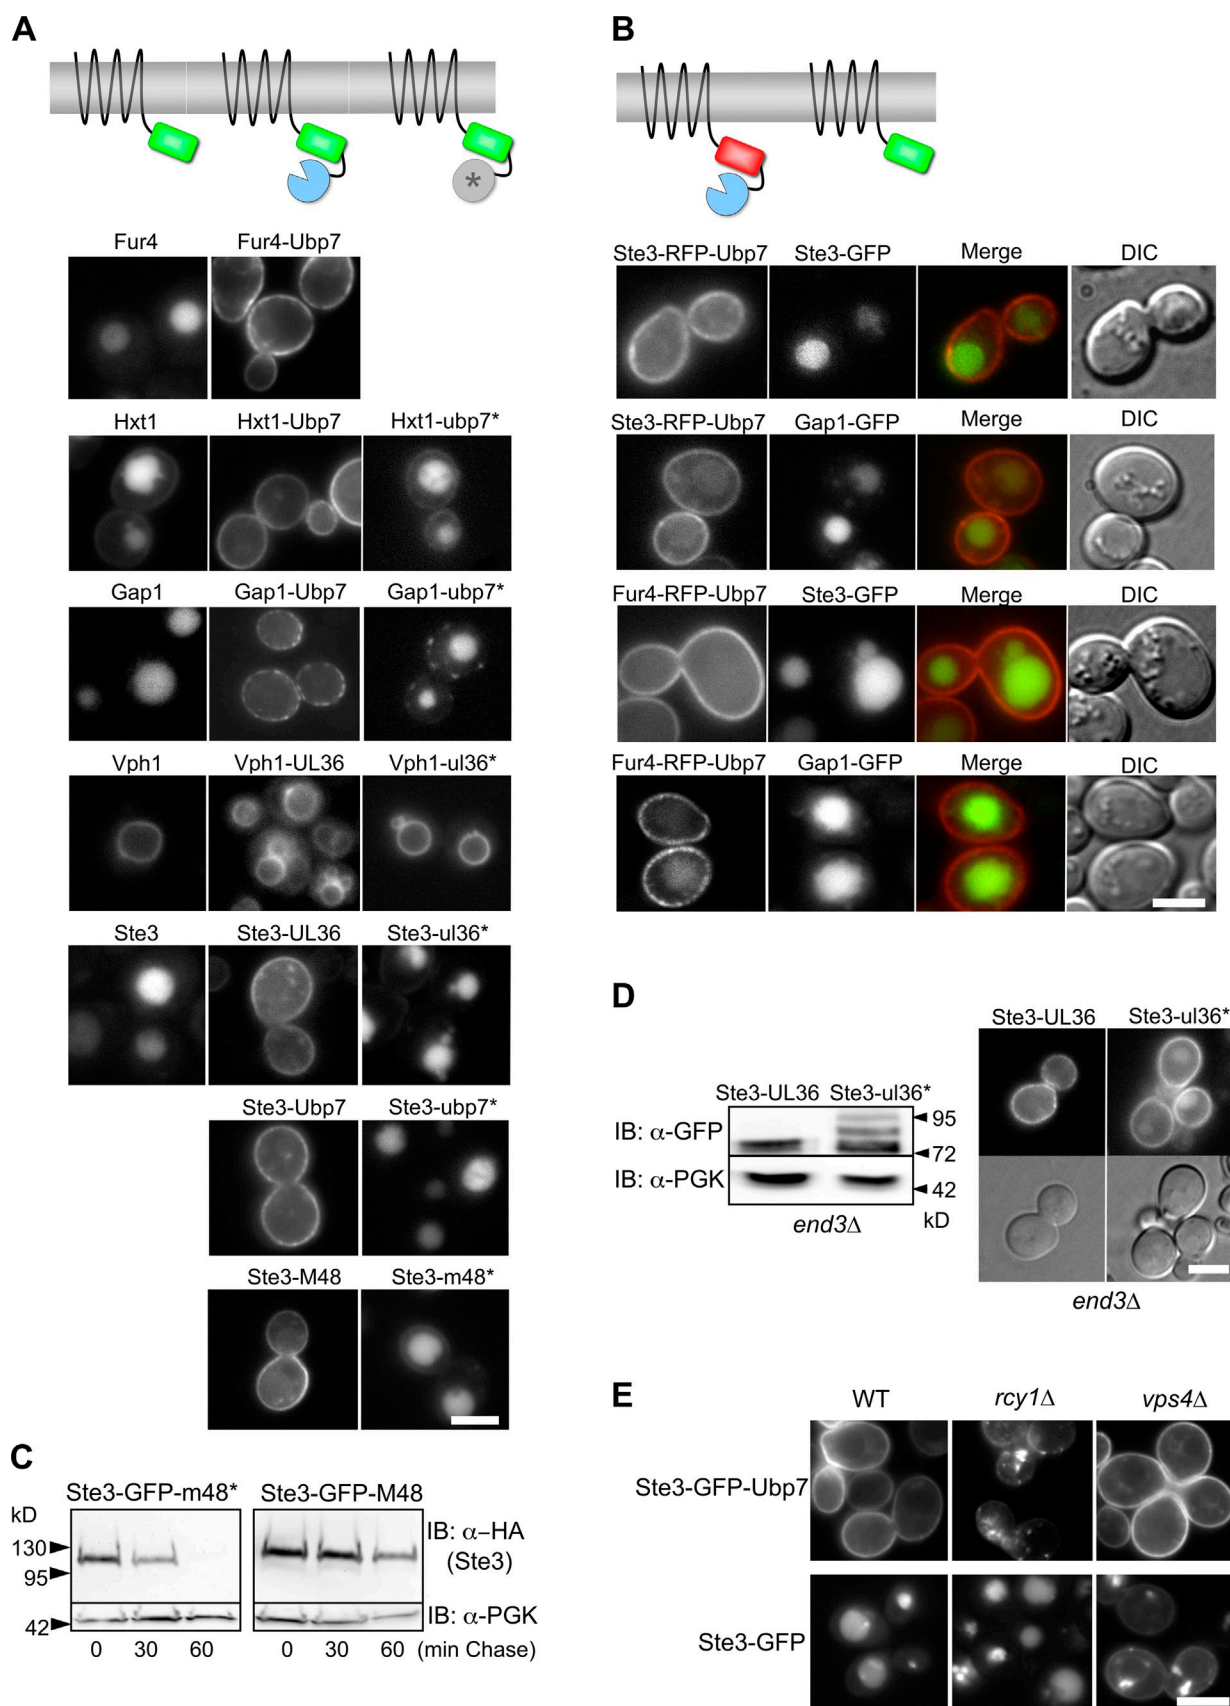 A
B
*
Fur4 Fur4-Ubp7
Hxt1 Hxt1-Ubp7 Hxt1-ubp7*
Gap1 Gap1-Ubp7 Gap1-ubp7*
Vph1 Vph1-UL36 Vph1-ul36*
Ste3 Ste3-UL36 Ste3-ul36*
Ste3-Ubp7 Ste3-ubp7*
Ste3-M48 Ste3-m48*
Ste3-RFP-Ubp7 Ste3-GFP Merge DIC
Ste3-RFP-Ubp7 Gap1-GFP Merge DIC
Fur4-RFP-Ubp7 Ste3-GFP Merge DIC
Fur4-RFP-Ubp7 Gap1-GFP Merge DIC
C
Ste3-GFP-m48* Ste3-GFP-M48
kD
130
95
42
IB: α–HA
(Ste3)
IB: α-PGK
0 30 60 0 30 60 (min Chase)
D
Ste3-UL36 Ste3-ul36*
IB: α-GFP
IB: α-PGK
95
72
42
kD
end3Δ
Ste3-UL36 Ste3-ul36*
end3Δ
E
WT rcy1Δ vps4Δ
Ste3-GFP-Ubp7
Ste3-GFP